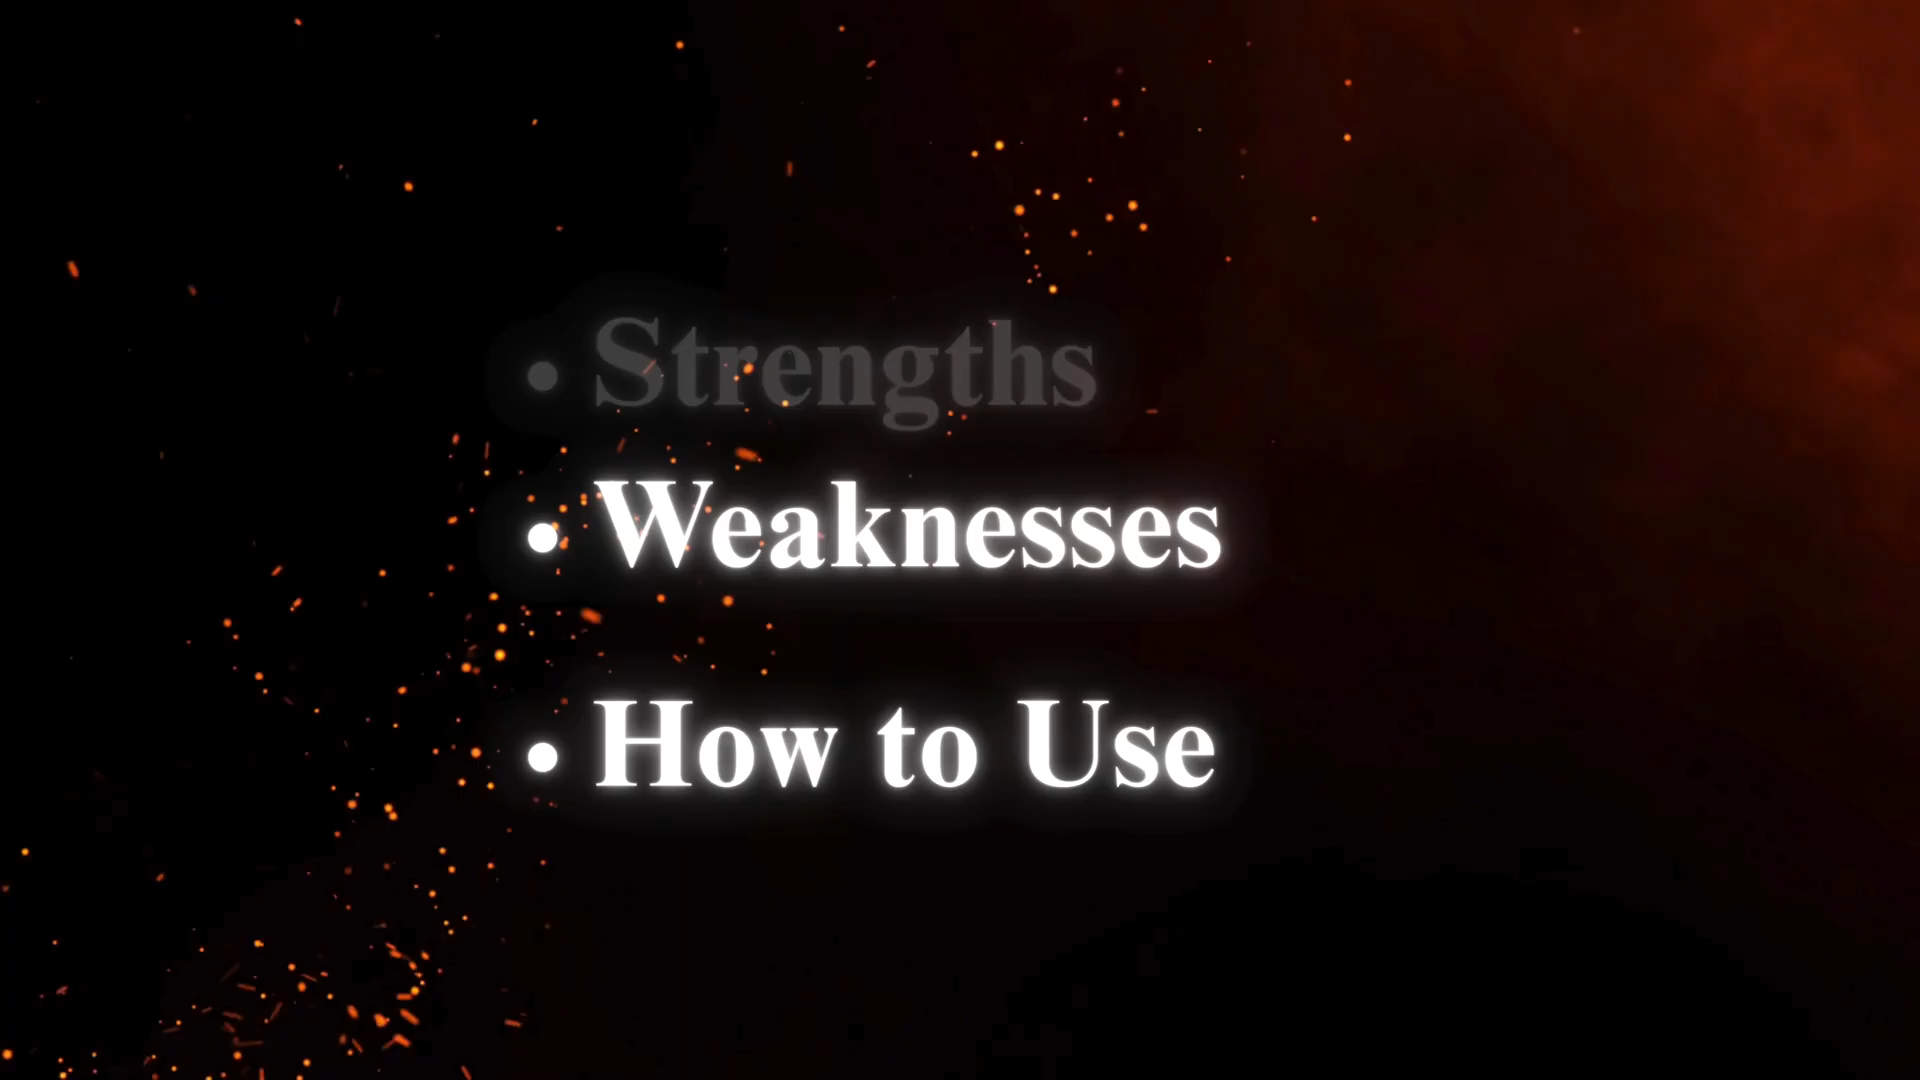 • Strengths
• Weaknesses
• How to Use